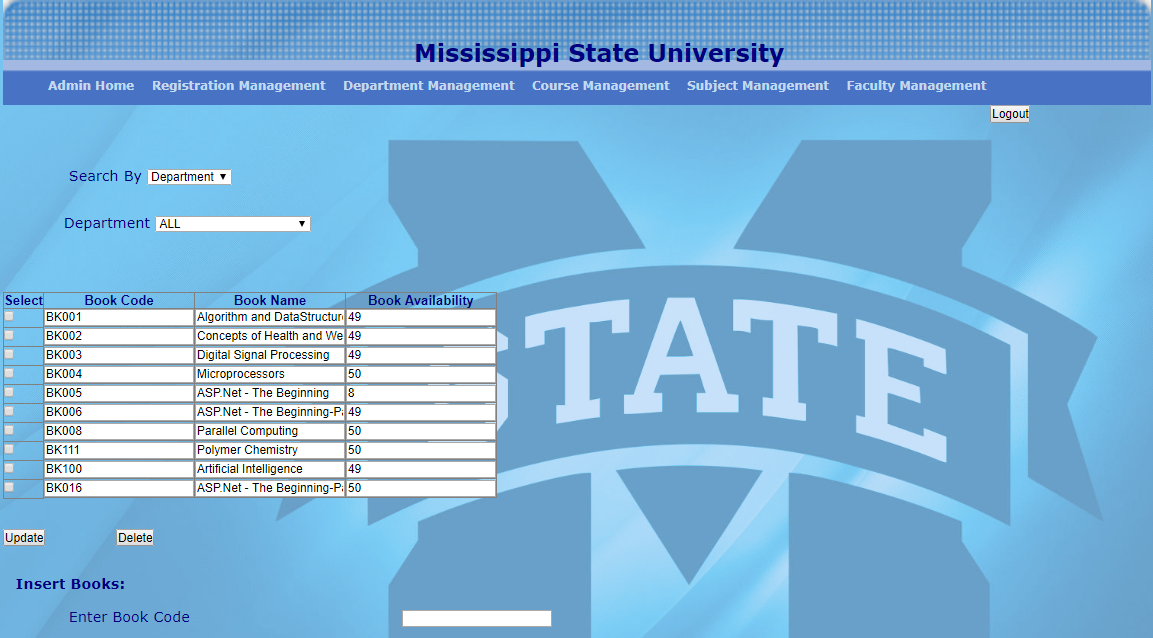 Mississippi State University
Admin Home Registration Management Department Management Course Management Subject Management Faculty Management
Logout
Search By Department
Department ALL
Select Book Code Book Name Book Availability
BK001 Algorithm and DataStructure 49
BK002 Concepts of Health and We 49
BK003 Digital Signal Processing 49
BK004 Microprocessors 50
BK005 ASP.Net - The Beginning 8
BK006 ASP.Net - The Beginning-Pa 49
BK008 Parallel Computing 50
BK111 Polymer Chemistry 50
BK100 Artificial Intelligence 49
BK016 ASP.Net - The Beginning-Pa 50
STATE
Update Delete
Insert Books:
Enter Book Code